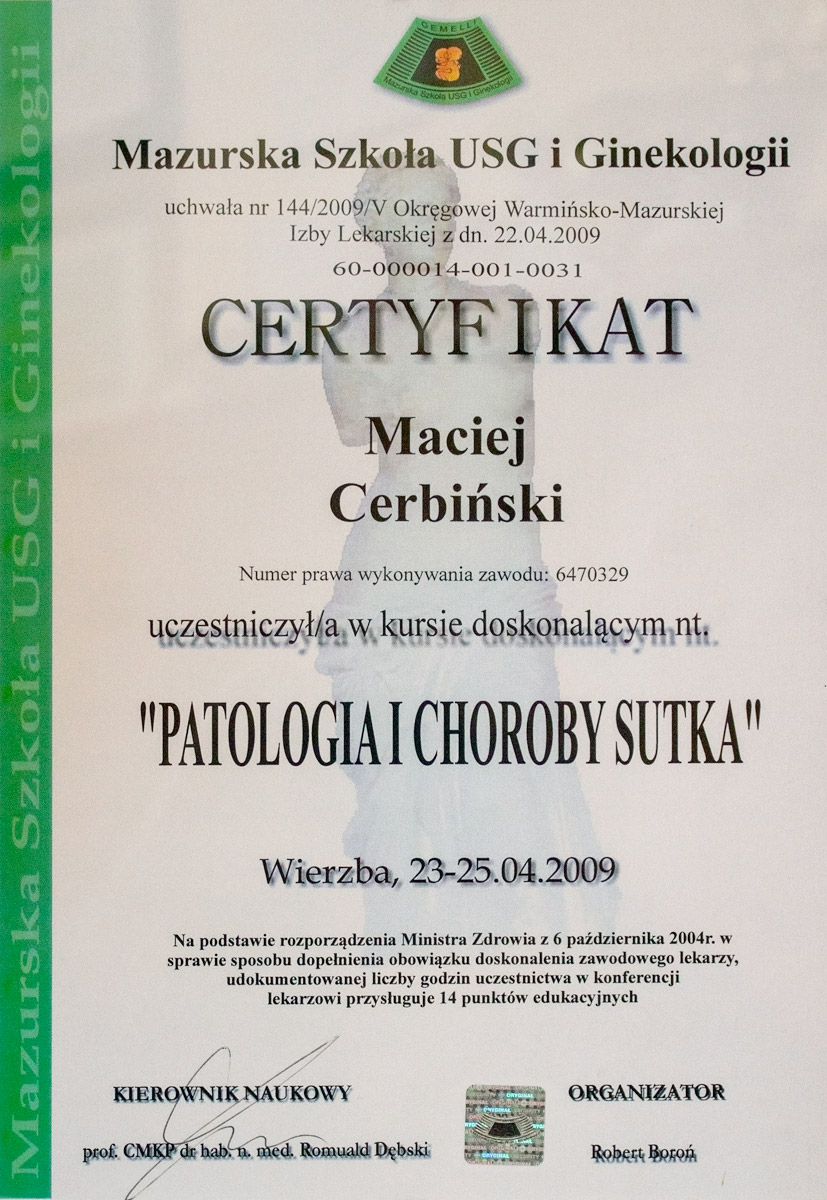 GEMELLI
Mazurska Szkoła USG i Ginekologii
Mazurska Szkoła USG i Ginekologii
Mazurska Szkoła USG i Ginekologii
uchwała nr 144/2009/V Okręgowej Warmińsko-Mazurskiej
Izby Lekarskiej z dn. 22.04.2009
60-000014-001-0031
CERTYFIKAT
Maciej
Cerbiński
Numer prawa wykonywania zawodu: 6470329
uczestniczył/a w kursie doskonalącym nt.
"PATOLOGIA I CHOROBY SUTKA"
Wierzba, 23-25.04.2009
Na podstawie rozporządzenia Ministra Zdrowia z 6 października 2004r. w
sprawie sposobu dopełnienia obowiązku doskonalenia zawodowego lekarzy,
udokumentowanej liczby godzin uczestnictwa w konferencji
lekarzowi przysługuje 14 punktów edukacyjnych
KIEROWNIK NAUKOWY
prof. CMKP dr hab. n. med. Romuald Dębski
ORYGINAŁ
ORYGINAŁ
ORYGINAŁ
ORGANIZATOR
Robert Boroń